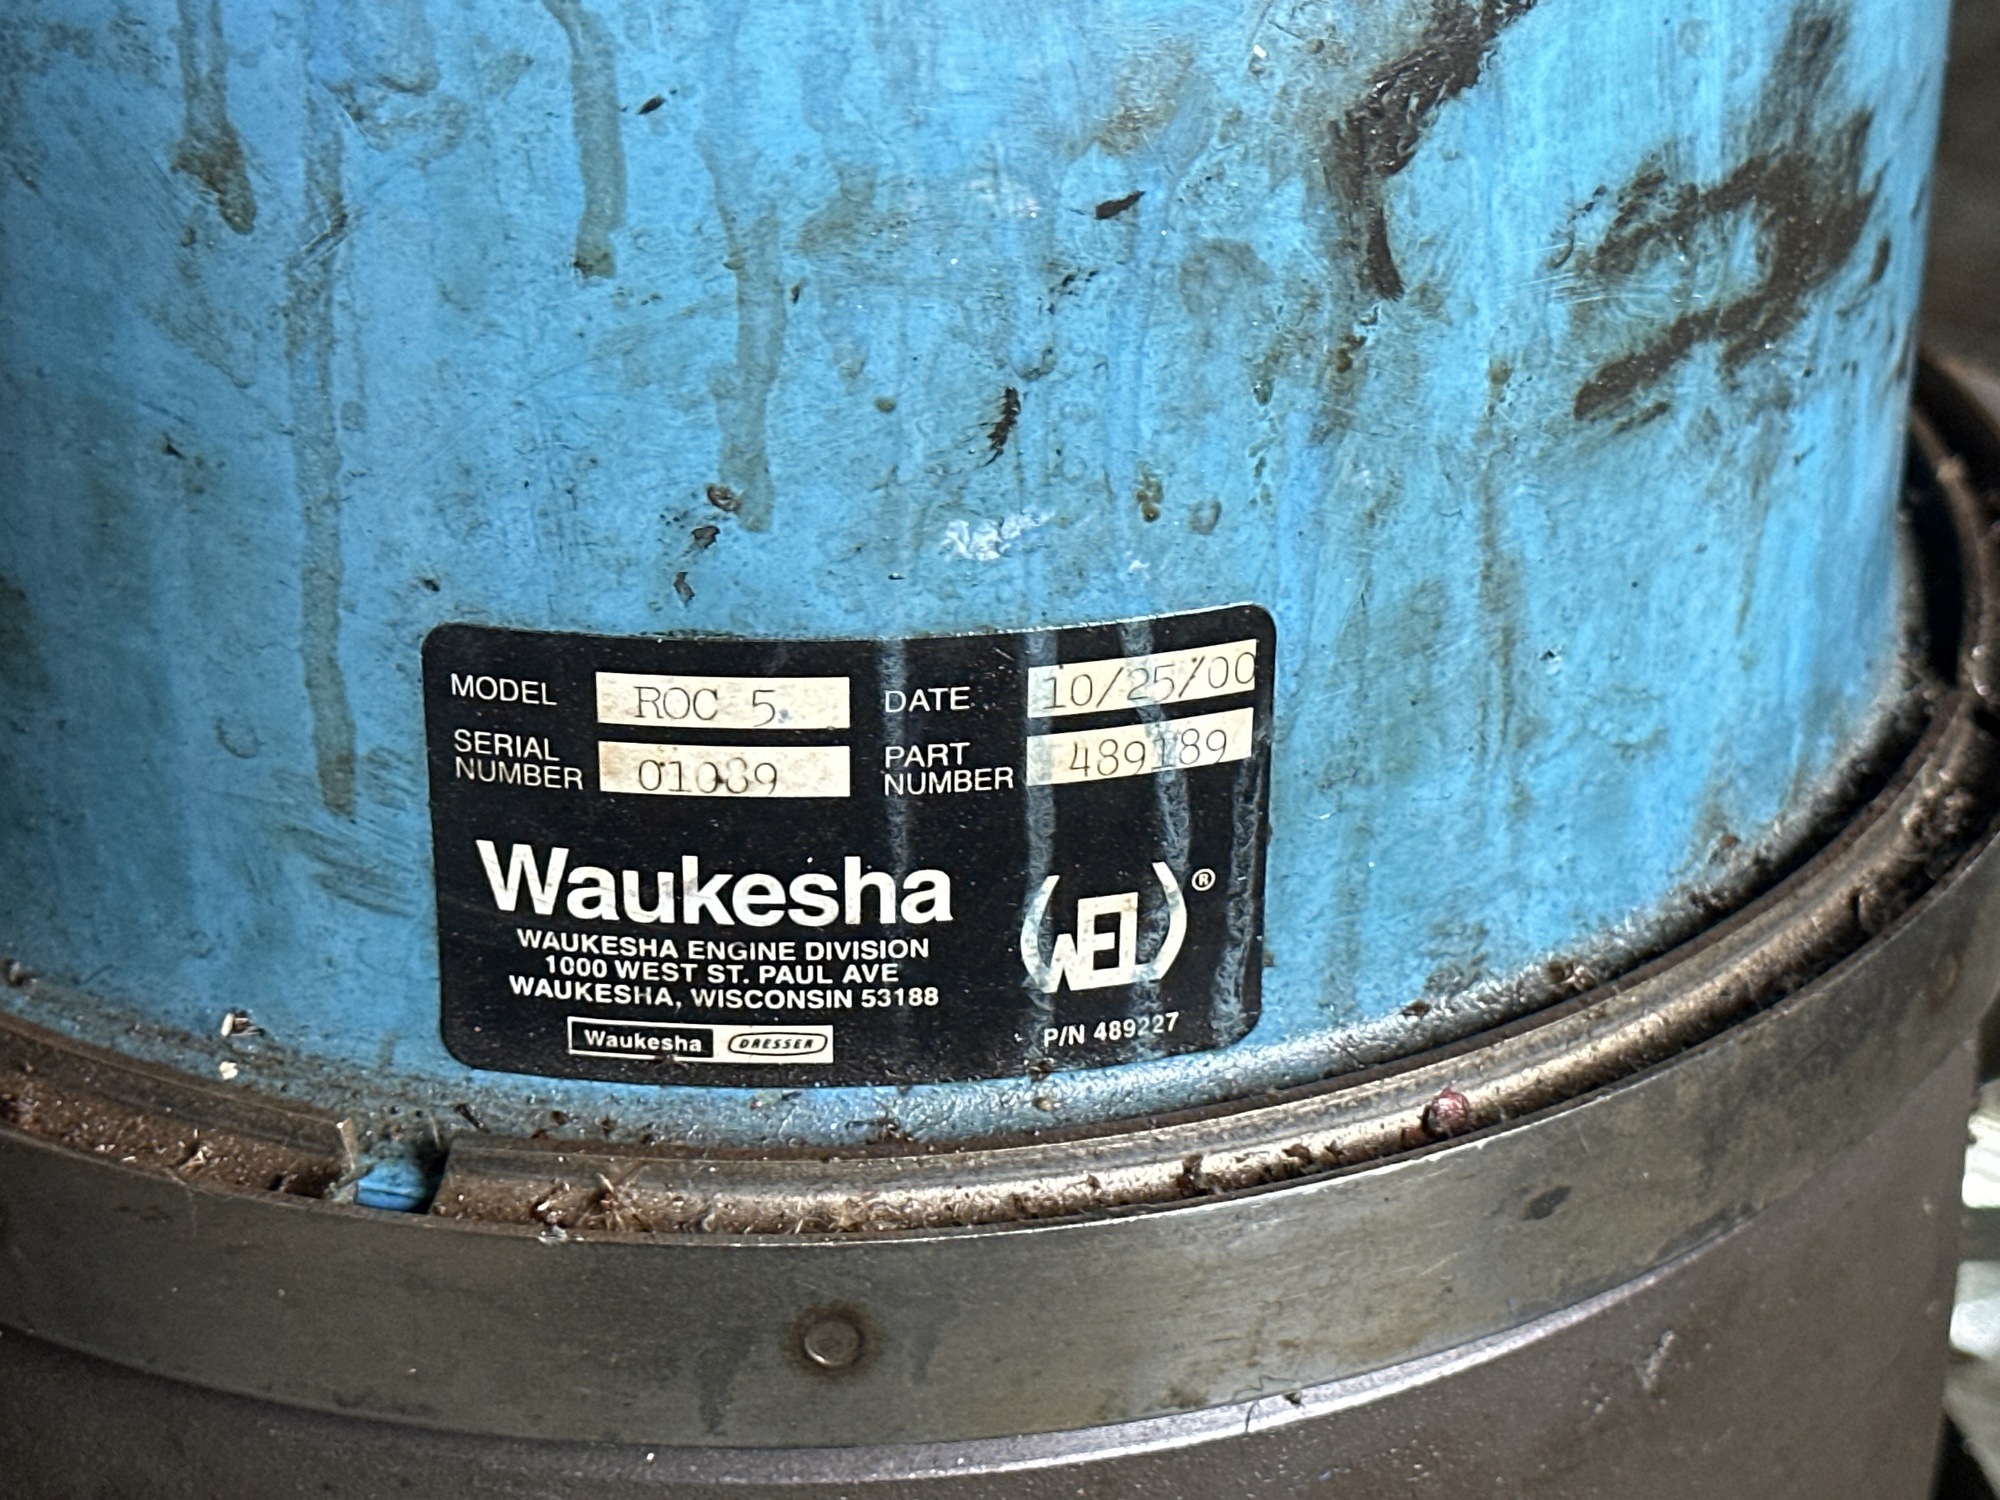 MODEL ROC 5 DATE 10/25/00
SERIAL NUMBER 01089 PART NUMBER 489189
Waukesha
WEI ®
WAUKESHA ENGINE DIVISION
1000 WEST ST. PAUL AVE
WAUKESHA, WISCONSIN 53188
Waukesha DRESSER
P/N 489227